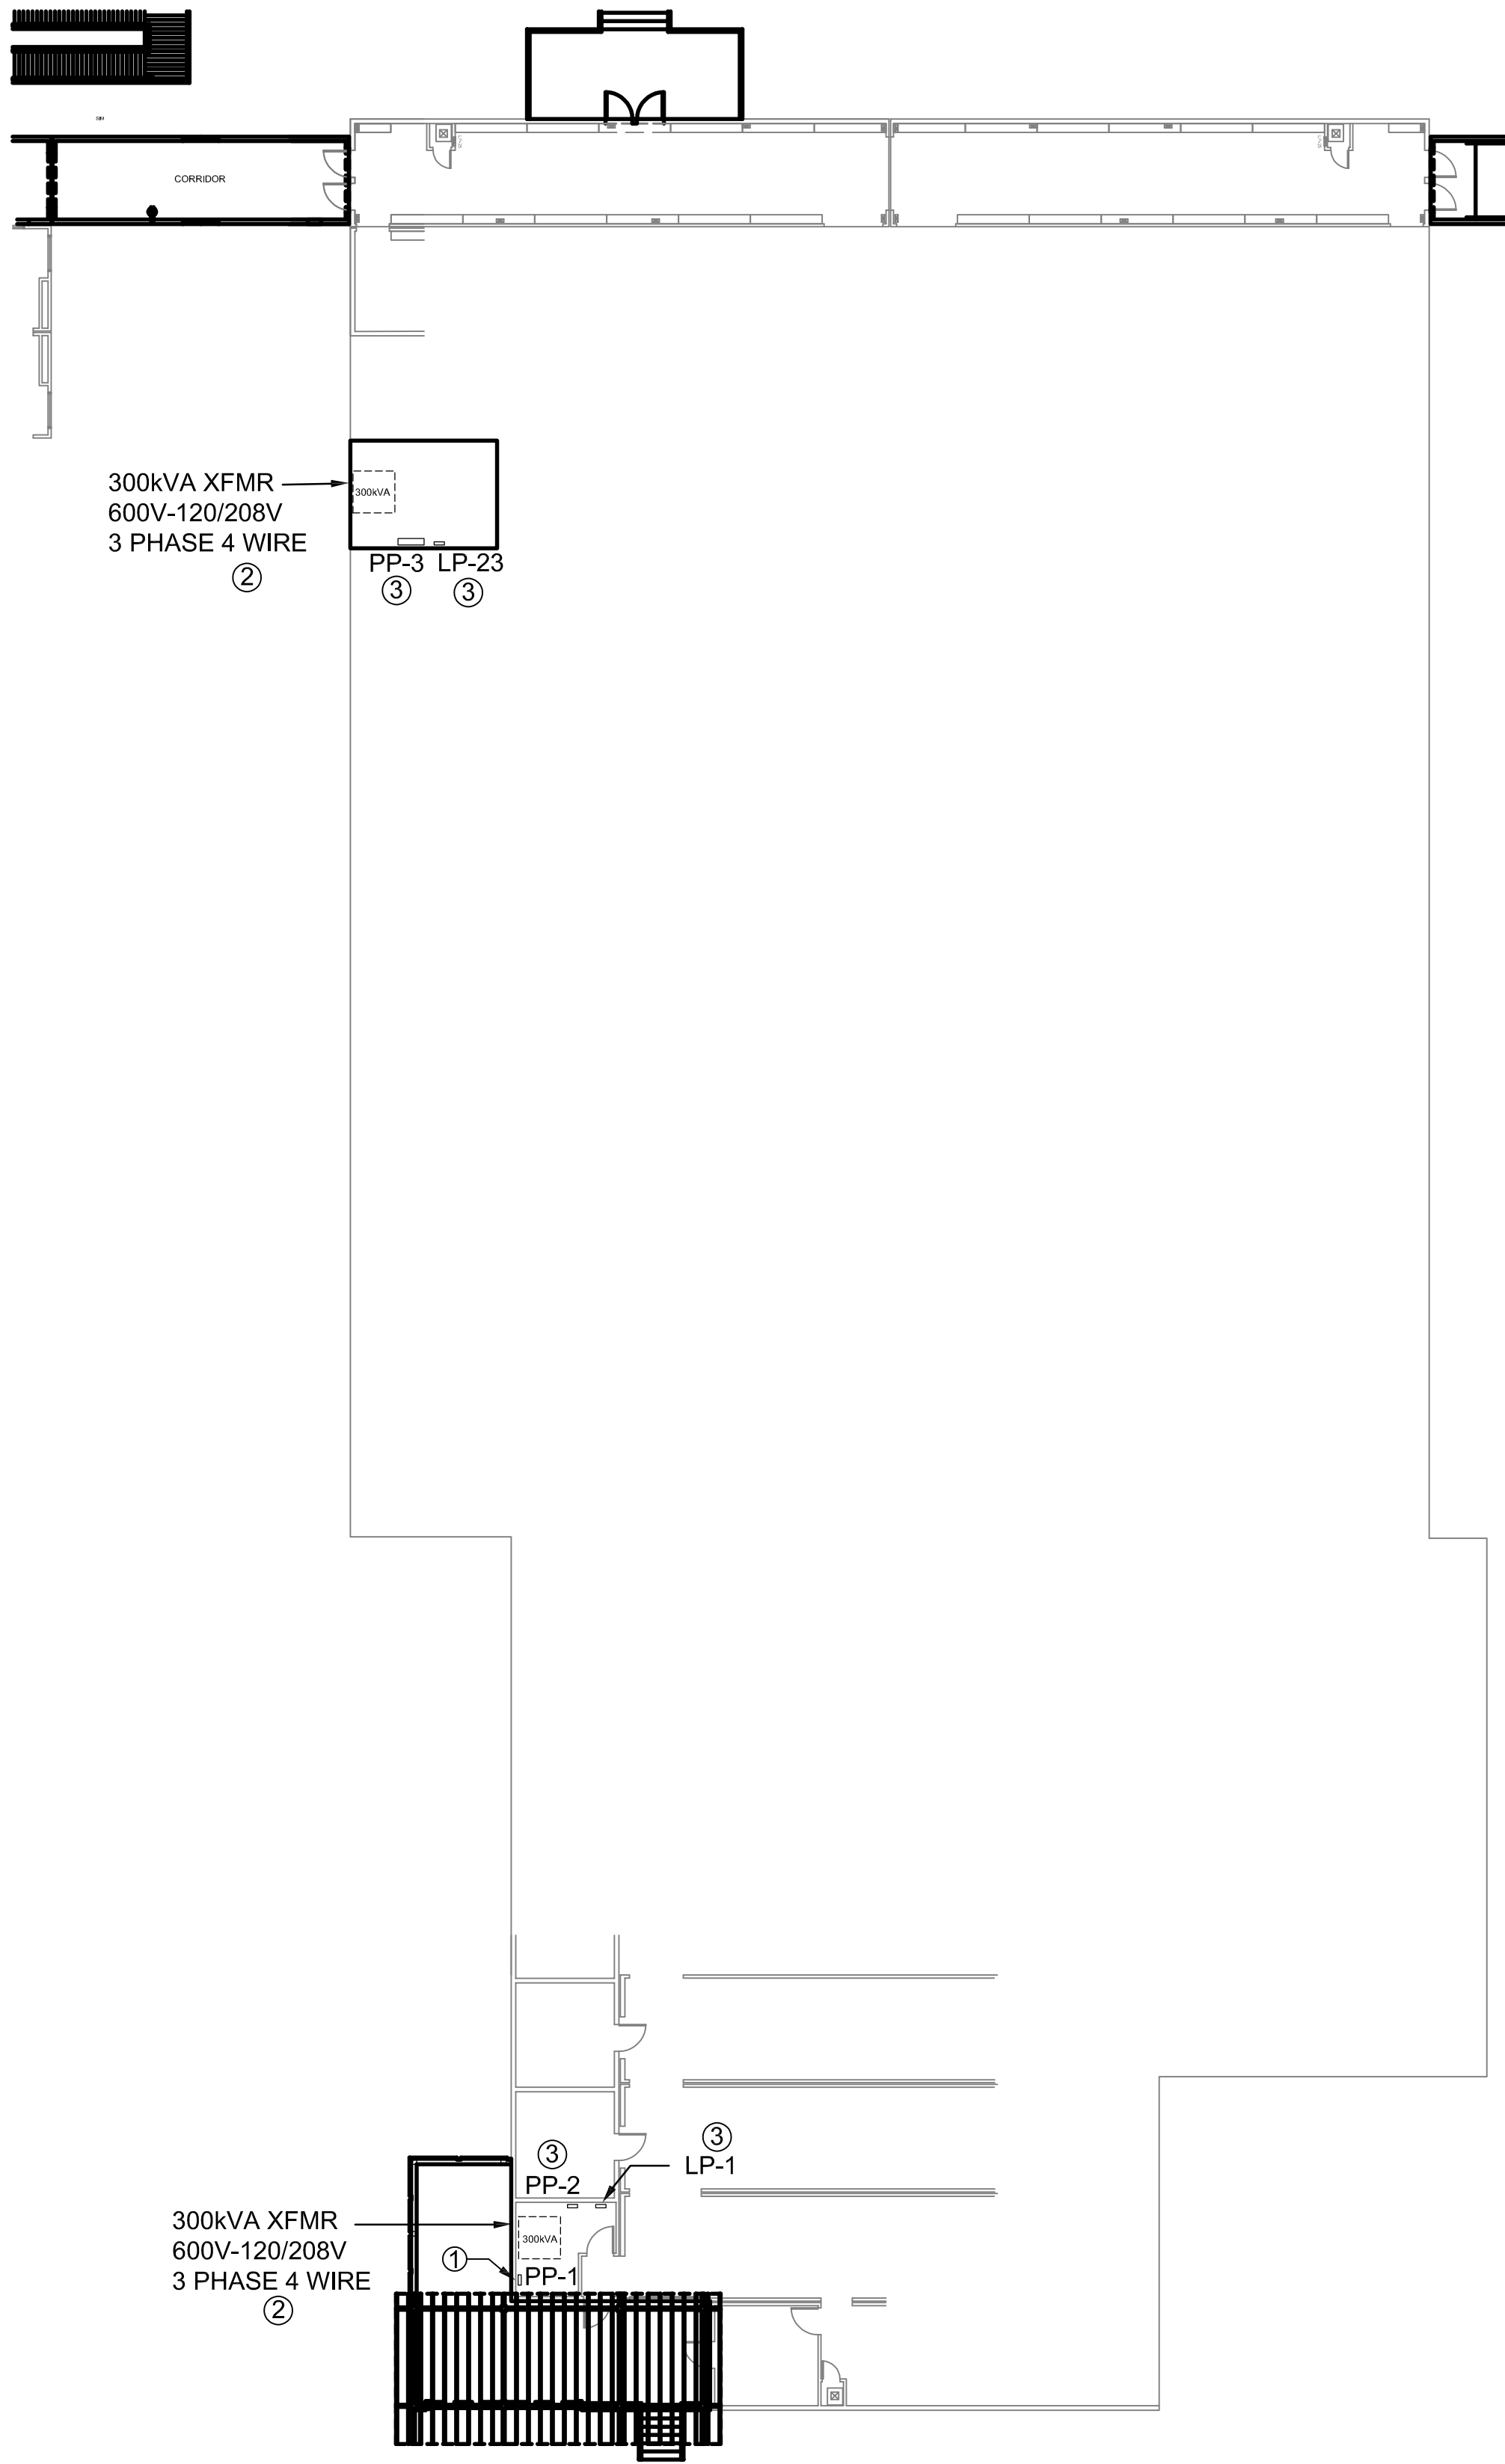 CORRIDOR
300kVA XFMR
600V-120/208V
3 PHASE 4 WIRE
2
300kVA
PP-3 LP-23
3 3
3
PP-2
3
LP-1
300kVA XFMR
600V-120/208V
3 PHASE 4 WIRE
2
300kVA
1
PP-1